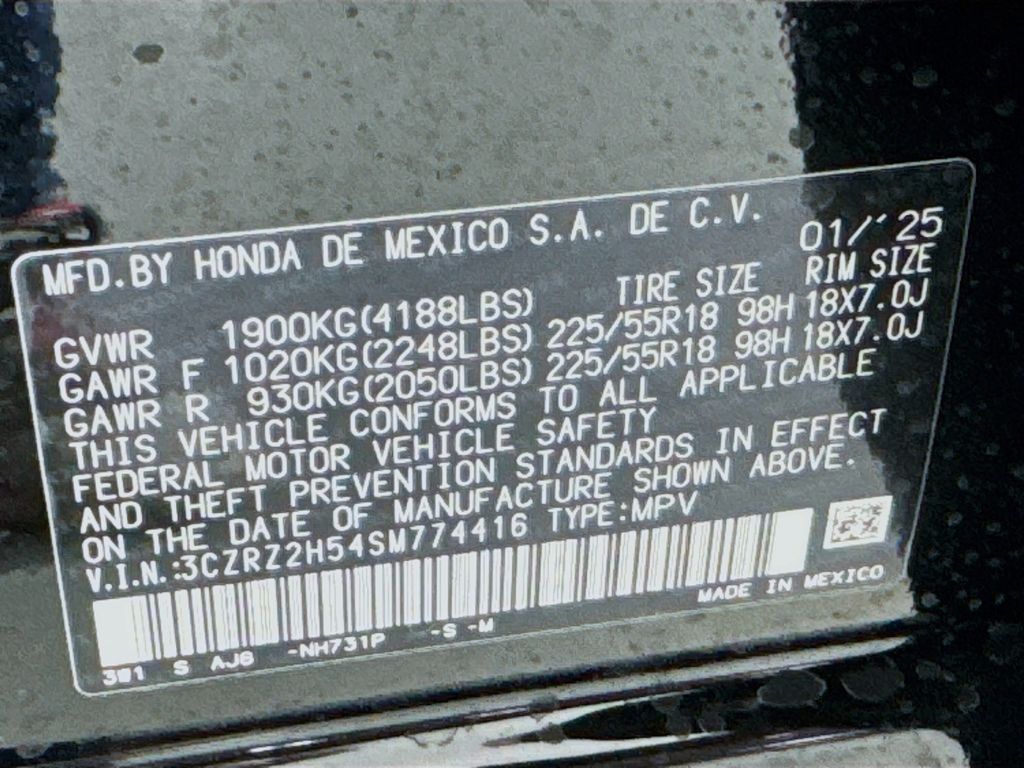 MFD.BY HONDA DE MEXICO S.A. DE C.V. 01/'25
TIRE SIZE RIM SIZE
GVWR 1900KG(4188LBS)
GAWR F 1020KG(2248LBS) 225/55R18 98H 18X7.0J
GAWR R 930KG(2050LBS) 225/55R18 98H 18X7.0J
THIS VEHICLE CONFORMS TO ALL APPLICABLE
FEDERAL MOTOR VEHICLE SAFETY
AND THEFT PREVENTION STANDARDS IN EFFECT
ON THE DATE OF MANUFACTURE SHOWN ABOVE.
V.I.N.:3CZRZ2H54SM774416 TYPE:MPV
MADE IN MEXICO
3W1 S AJ6 -NH731P -S -M